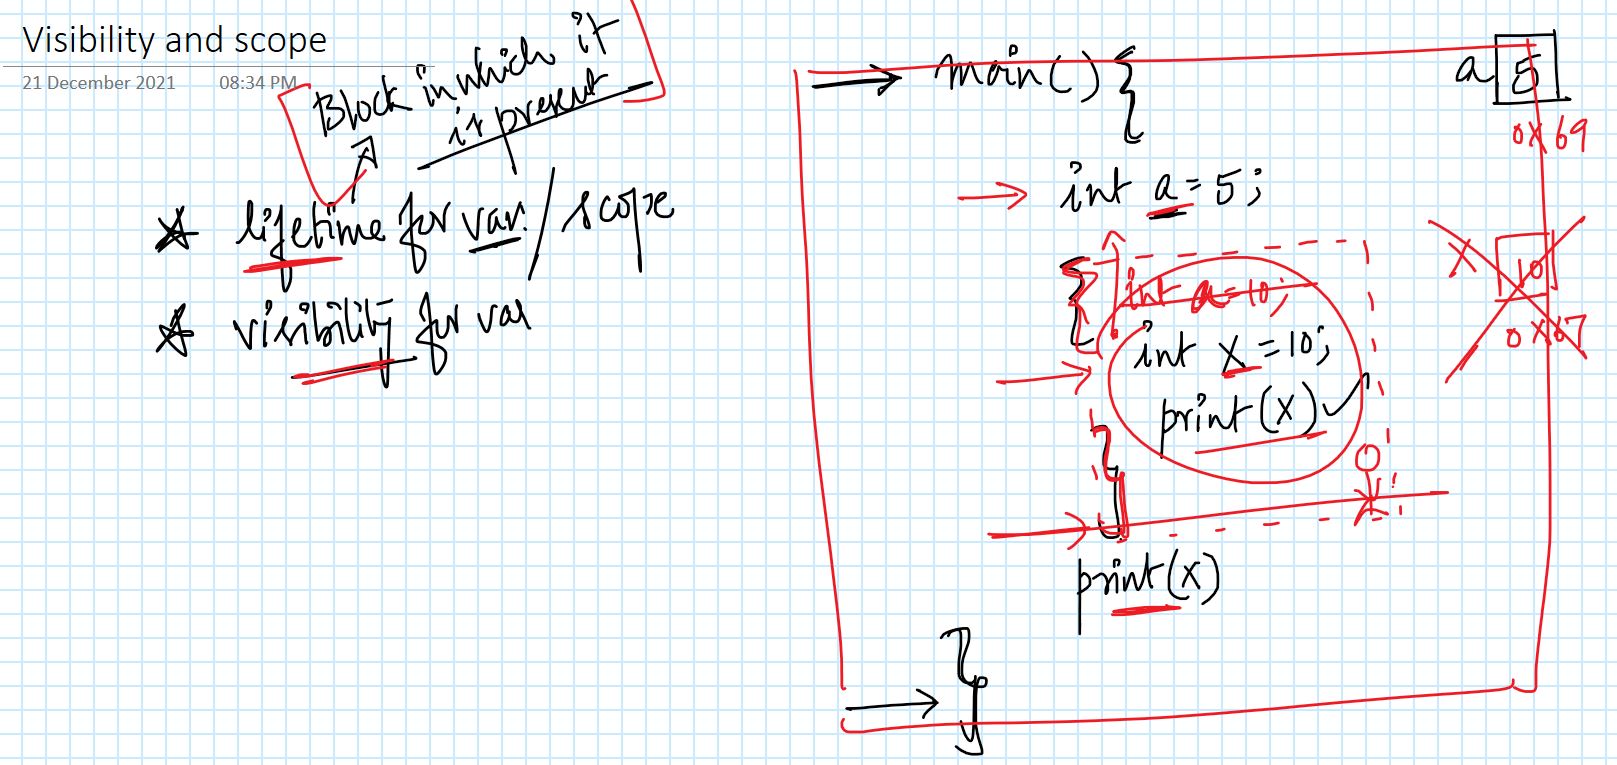 Visibility and scope
21 December 2021 08:34 PM
Block in which it
is present
lifetime for var. / scope
visibility for var
main() {
a 5
0x69
int a = 5;
{
int a = 10;
int x = 10;
print(x)
}
X 10
0x67
print(x)
}